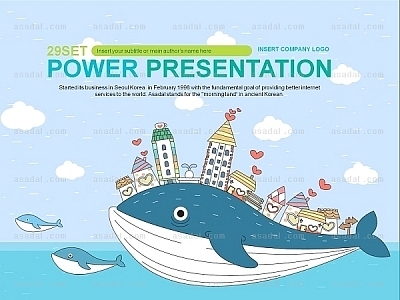 29SET
Insert your subtitle or main author's name here
INSERT COMPANY LOGO
POWER PRESENTATION
Started its business in Seoul Korea in February 1998 with the fundamental goal of providing better internet
services to the world. Asadal stands for the "morning land" in ancient Korean.